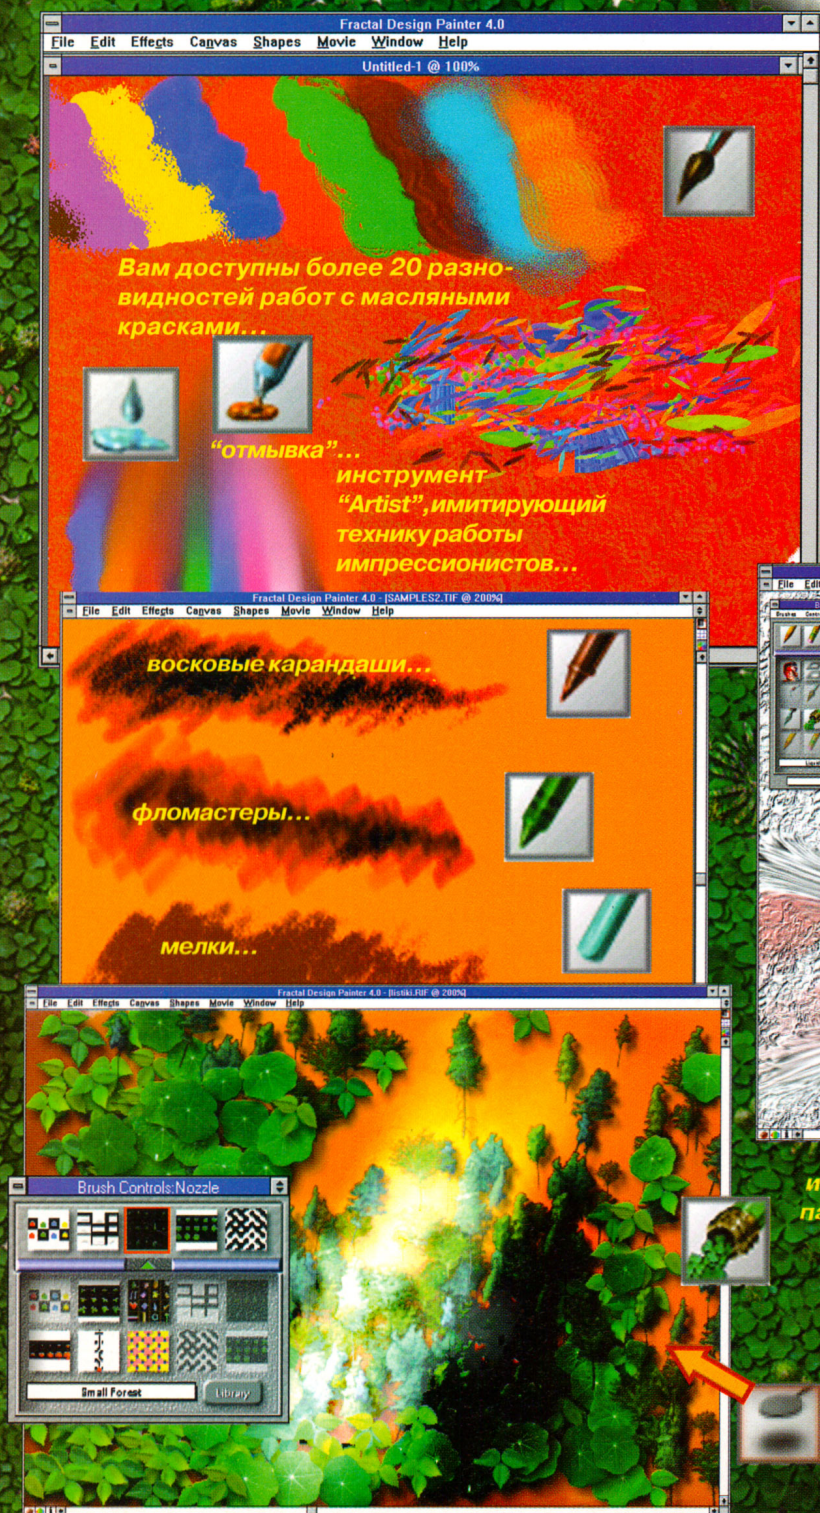 Fractal Design Painter 4.0
File Edit Effects Canvas Shapes Movie Window Help
Untitled-1 @ 100%
Вам доступны более 20 разно-
видностей работ с масляными
красками...
“отмывка”...
инструмент
“Artist”,имитирующий
технику работы
импрессионистов...
Fractal Design Painter 4.0 - [SAMPLES2.TIF @ 200%]
File Edit Effects Canvas Shapes Movie Window Help
восковые карандаши...
фломастеры...
мелки...
File Edit
Brushes
Fractal Design Painter 4.0 - [listiki.RIF @ 200%]
File Edit Effects Canvas Shapes Movie Window Help
Brush Controls:Nozzle
Small Forest
Library